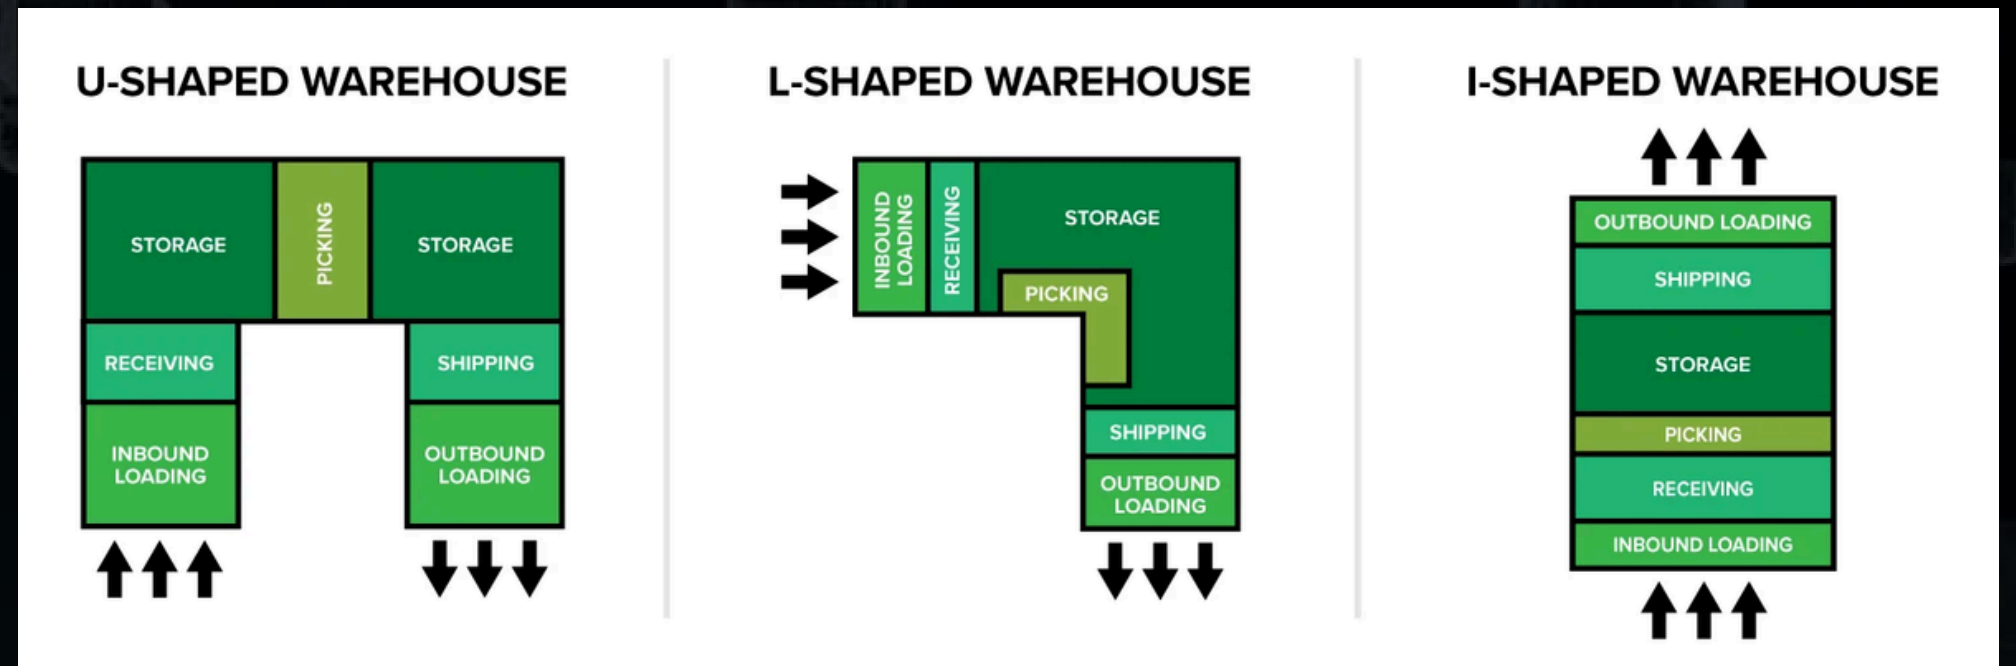 U-SHAPED WAREHOUSE
STORAGE
PICKING
STORAGE
RECEIVING
SHIPPING
INBOUND
LOADING
OUTBOUND
LOADING
L-SHAPED WAREHOUSE
INBOUND
LOADING
RECEIVING
STORAGE
PICKING
SHIPPING
OUTBOUND
LOADING
I-SHAPED WAREHOUSE
OUTBOUND LOADING
SHIPPING
STORAGE
PICKING
RECEIVING
INBOUND LOADING